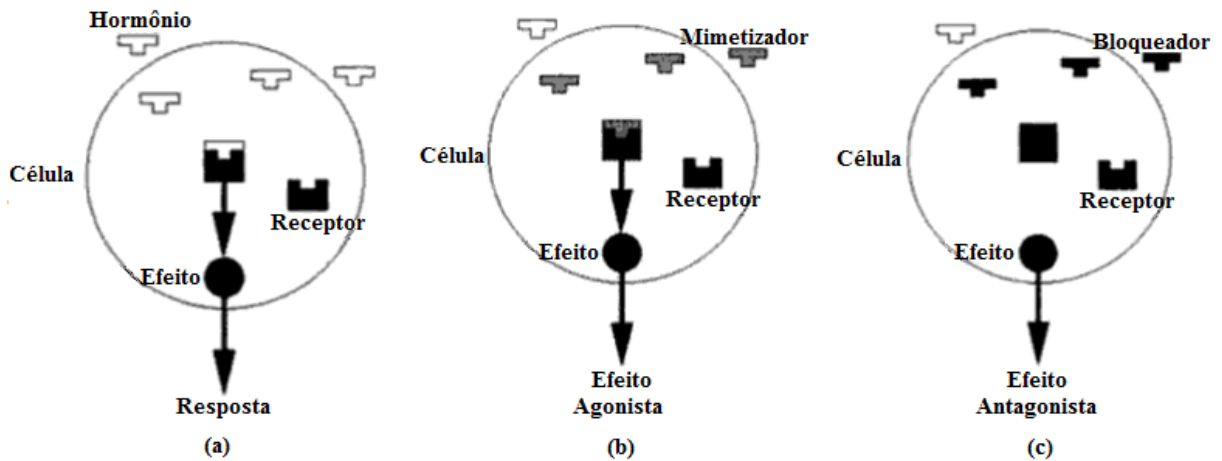 Hormônio
Célula
Receptor
Efeito
Resposta
(a)
Mimetizador
Célula
Receptor
Efeito
Efeito
Agonista
(b)
Bloqueador
Célula
Receptor
Efeito
Efeito
Antagonista
(c)